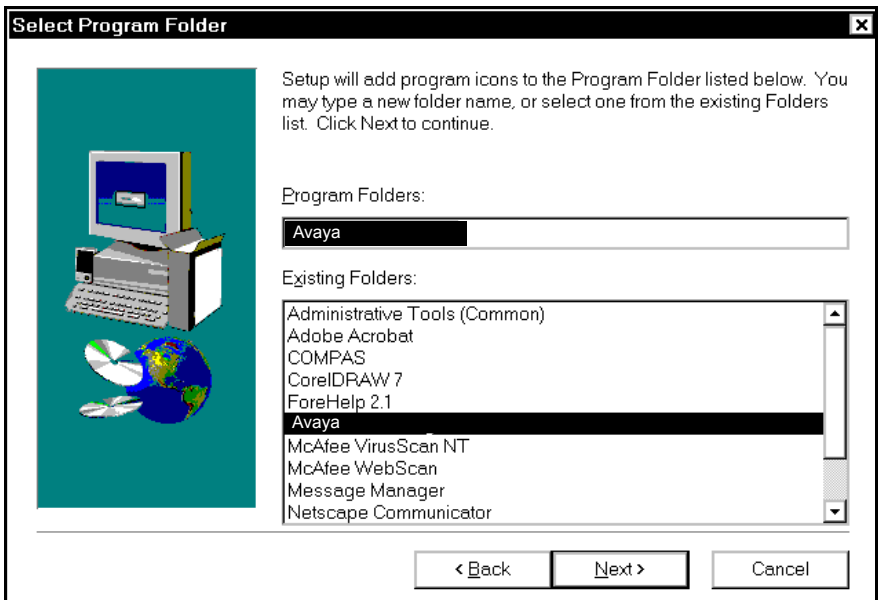 Select Program Folder
Setup will add program icons to the Program Folder listed below. You
may type a new folder name, or select one from the existing Folders
list. Click Next to continue.
Program Folders:
Avaya
Existing Folders:
Administrative Tools (Common)
Adobe Acrobat
COMPAS
CorelDRAW 7
ForeHelp 2.1
Avaya
McAfee VirusScan NT
McAfee WebScan
Message Manager
Netscape Communicator
< Back
Next >
Cancel